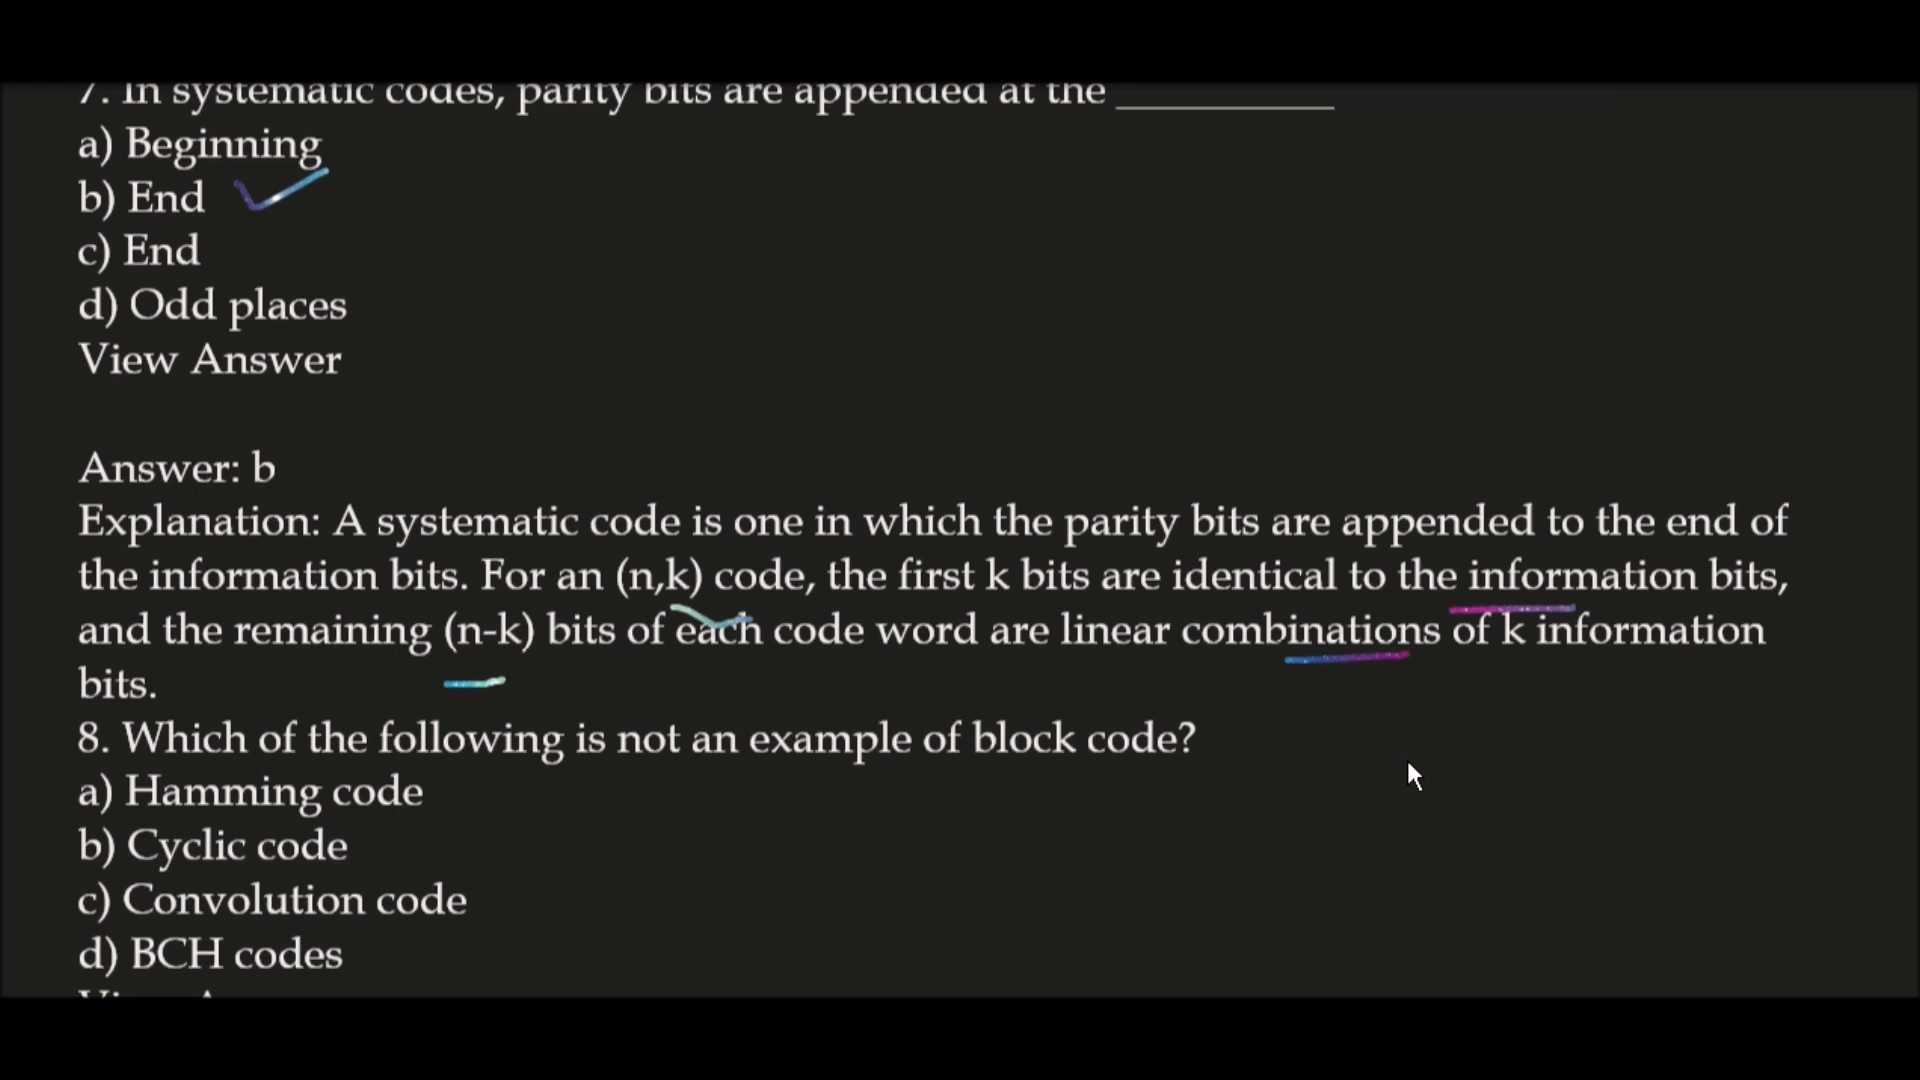 7. In systematic codes, parity bits are appended at the ___________
a) Beginning
b) End
c) End
d) Odd places
View Answer
Answer: b
Explanation: A systematic code is one in which the parity bits are appended to the end of
the information bits. For an (n,k) code, the first k bits are identical to the information bits,
and the remaining (n-k) bits of each code word are linear combinations of k information
bits.
8. Which of the following is not an example of block code?
a) Hamming code
b) Cyclic code
c) Convolution code
d) BCH codes